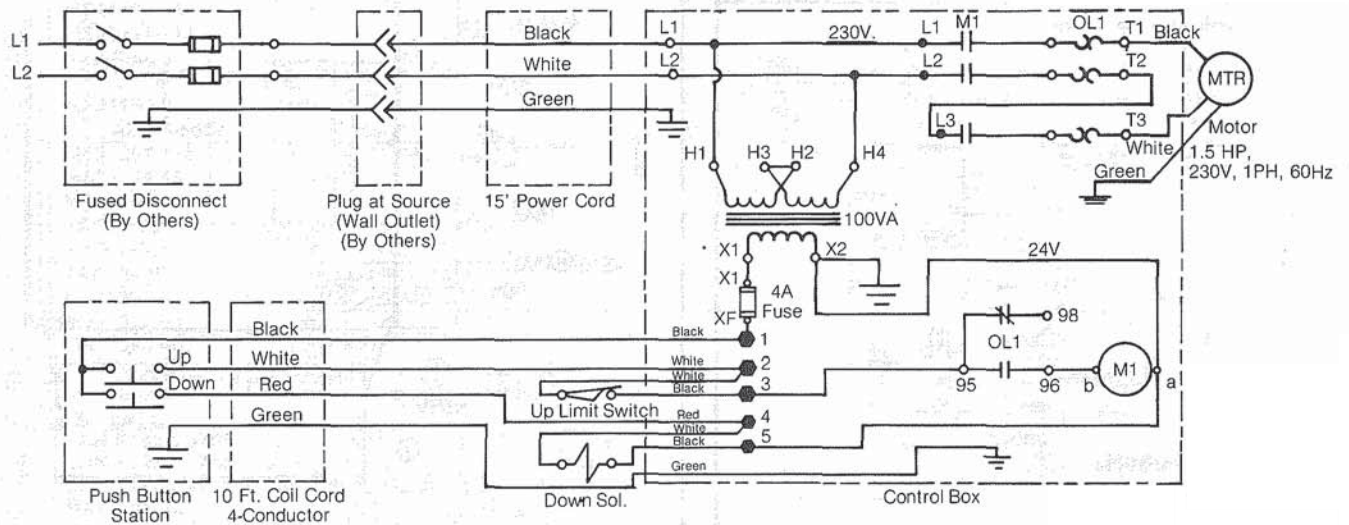 L1
L2
Black
White
Green
L1
L2
230V.
L1
M1
OL1
T1
Black
L2
T2
MTR
L3
T3
White
Motor
1.5 HP,
230V, 1PH, 60Hz
Green
H1
H3
H2
H4
100VA
Fused Disconnect
(By Others)
Plug at Source
(Wall Outlet)
(By Others)
15' Power Cord
X1
X2
24V
X1
4A
Fuse
XF
98
OL1
95
96
b
M1
a
Black
Black
1
Up
White
White
2
White
Down
Red
Black
3
Up Limit Switch
Red
4
White
Green
Black
5
Green
Down Sol.
Control Box
Push Button
Station
10 Ft. Coil Cord
4-Conductor